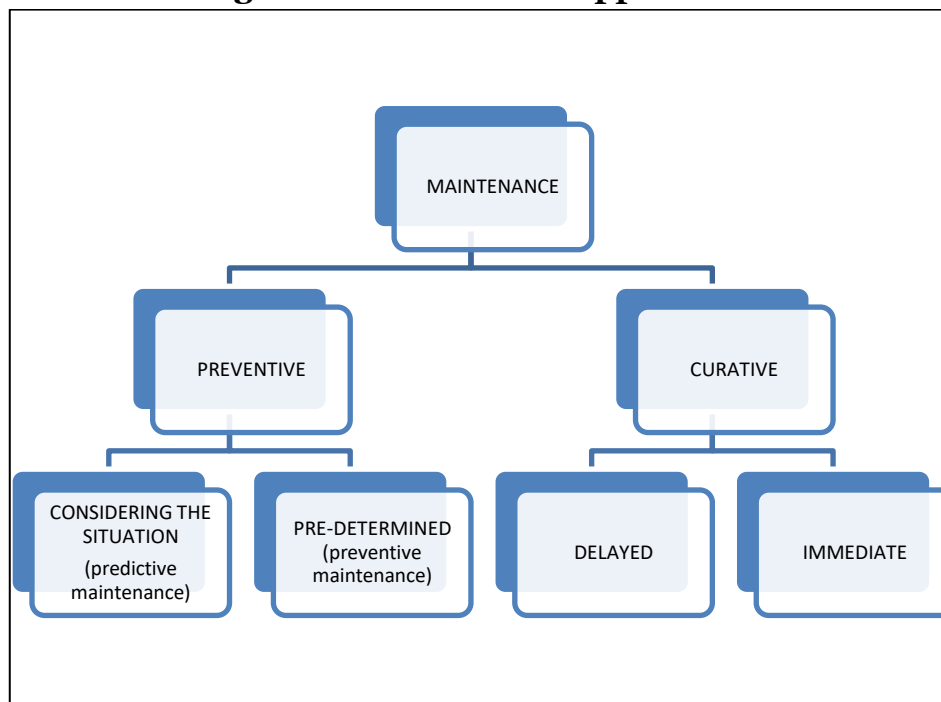 MAINTENANCE
PREVENTIVE
CURATIVE
CONSIDERING THE
SITUATION
(predictive
maintenance)
PRE-DETERMINED
(preventive
maintenance)
DELAYED
IMMEDIATE